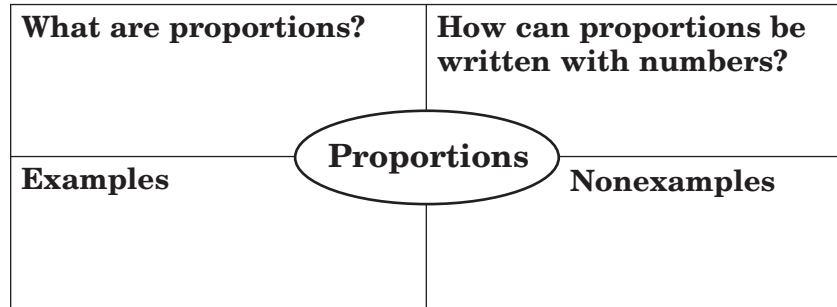 What are proportions?
How can proportions be
written with numbers?
Proportions
Examples
Nonexamples